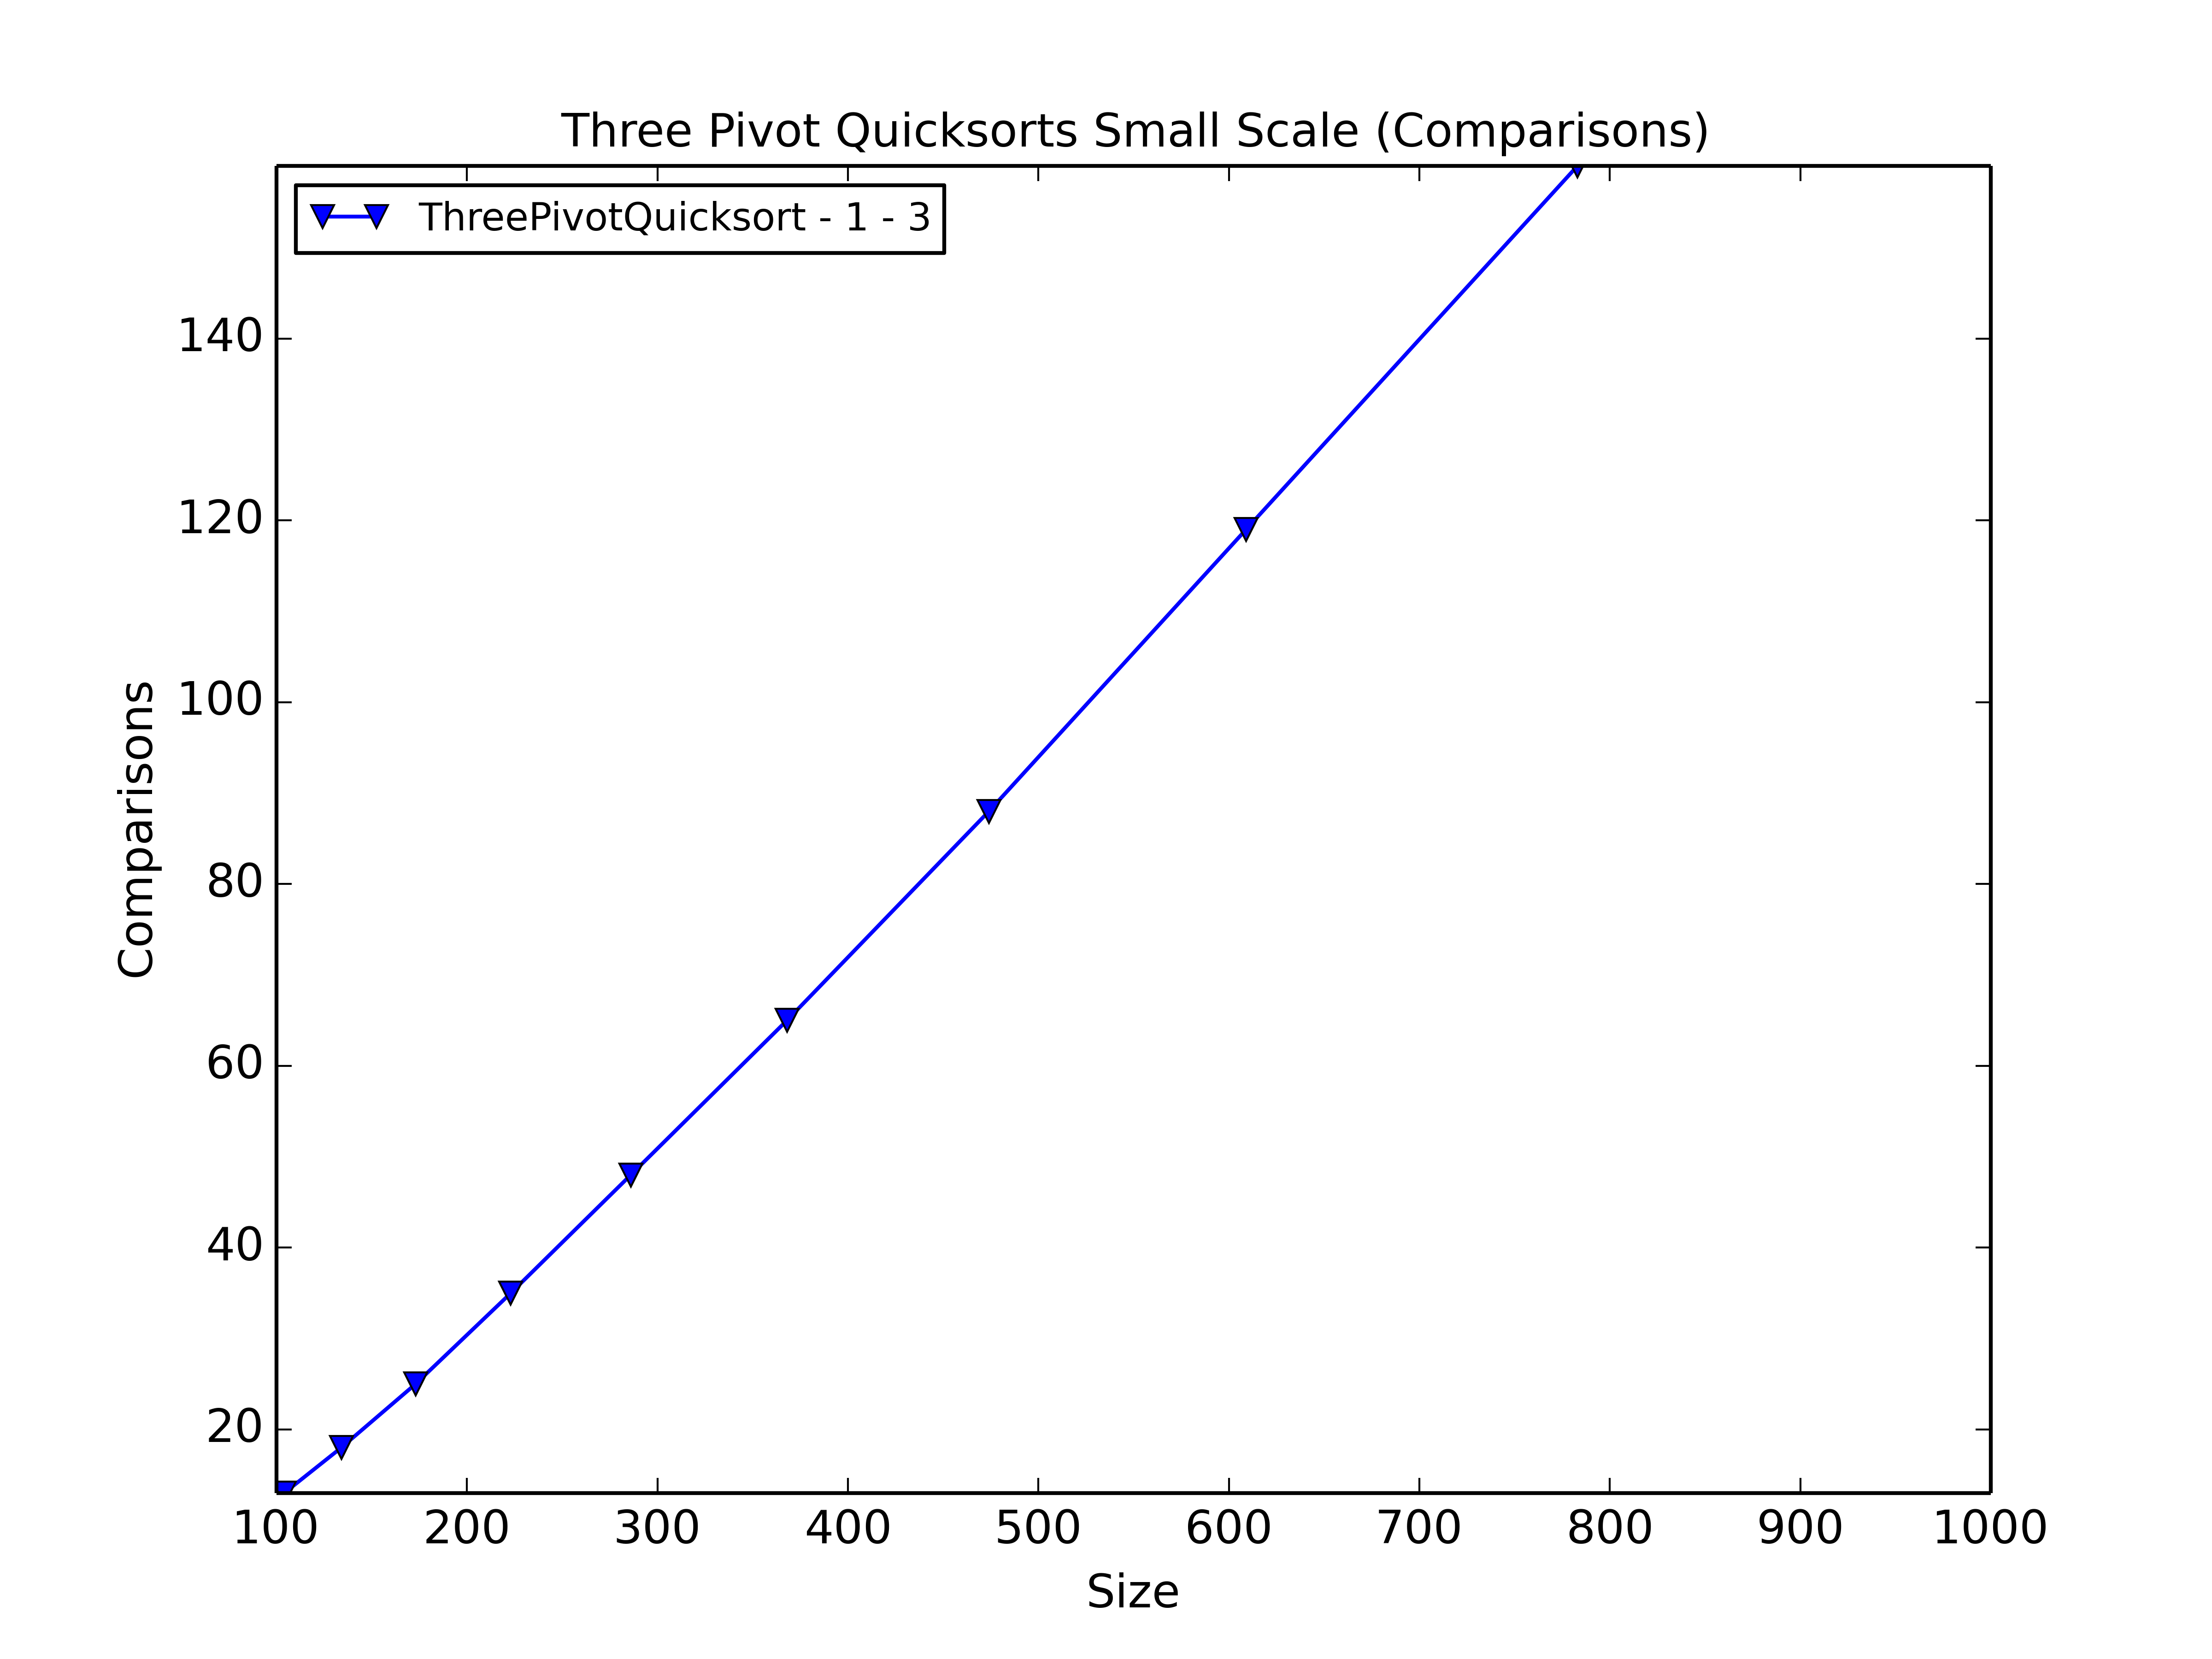 Three Pivot Quicksorts Small Scale (Comparisons)
ThreePivotQuicksort - 1 - 3
140
120
100
80
60
40
20
Comparisons
100 200 300 400 500 600 700 800 900 1000
Size